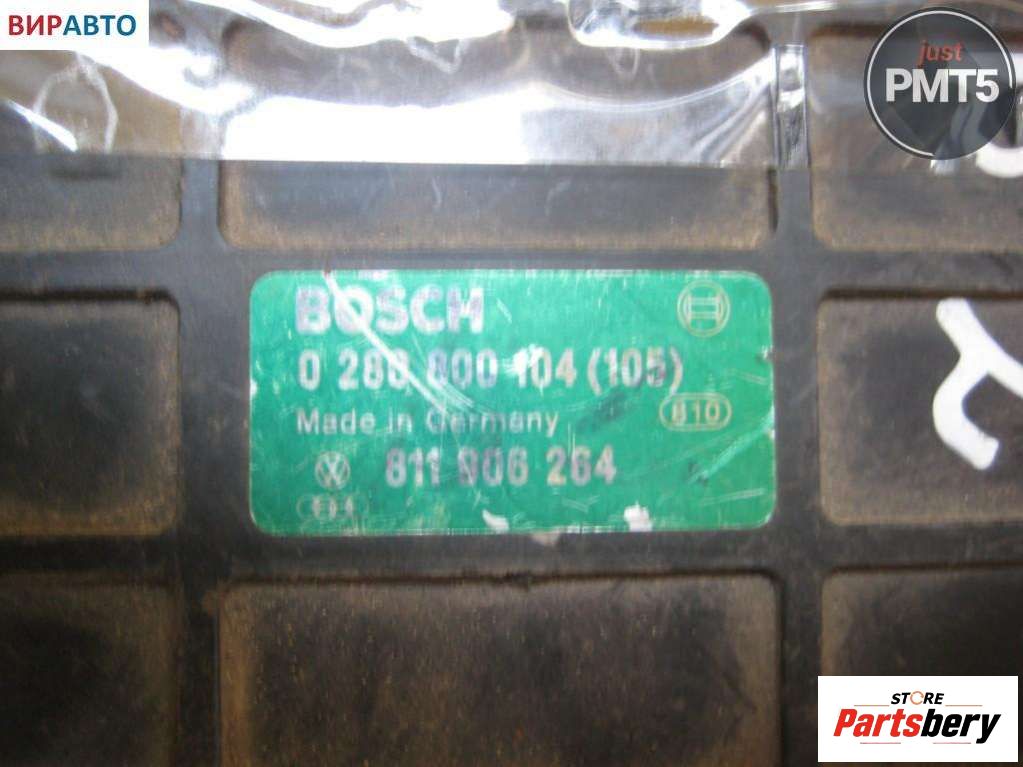 ВИРАВТО
just
PMT5
BOSCH
0 280 800 104 (105)
Made in Germany
810
811 906 264
STORE
Partsbery